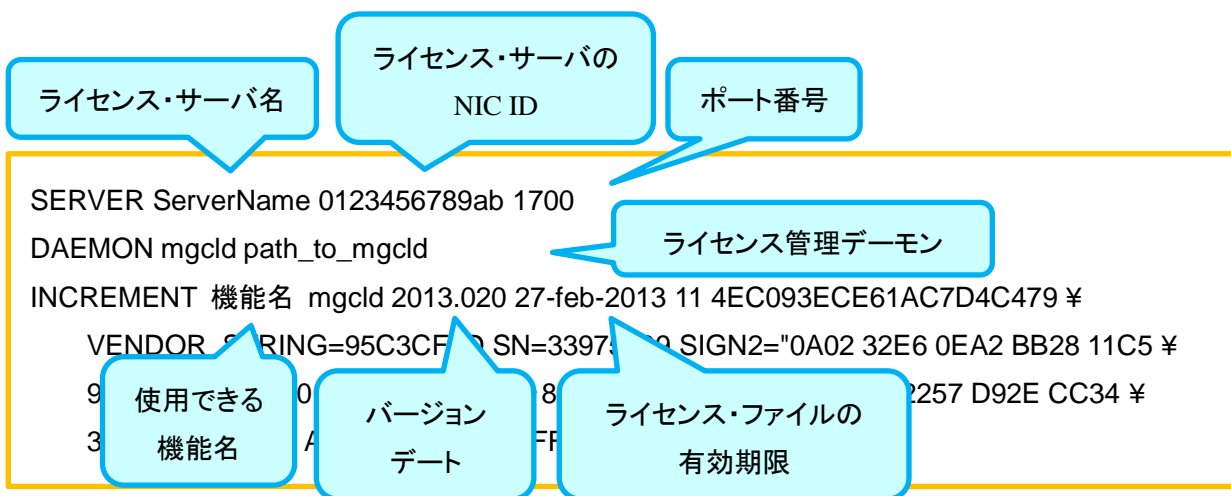 ライセンス・サーバ名
ライセンス・サーバの
NIC ID
ポート番号
SERVER ServerName 0123456789ab 1700
DAEMON mgcld path_to_mgcld
ライセンス管理デーモン
INCREMENT 機能名 mgcld 2013.020 27-feb-2013 11 4EC093ECE61AC7D4C479 ¥
SIGN2="0A02 32E6 0EA2 BB28 11C5 ¥
2257 D92E CC34 ¥
使用できる
機能名
バージョン
デート
ライセンス・ファイルの
有効期限